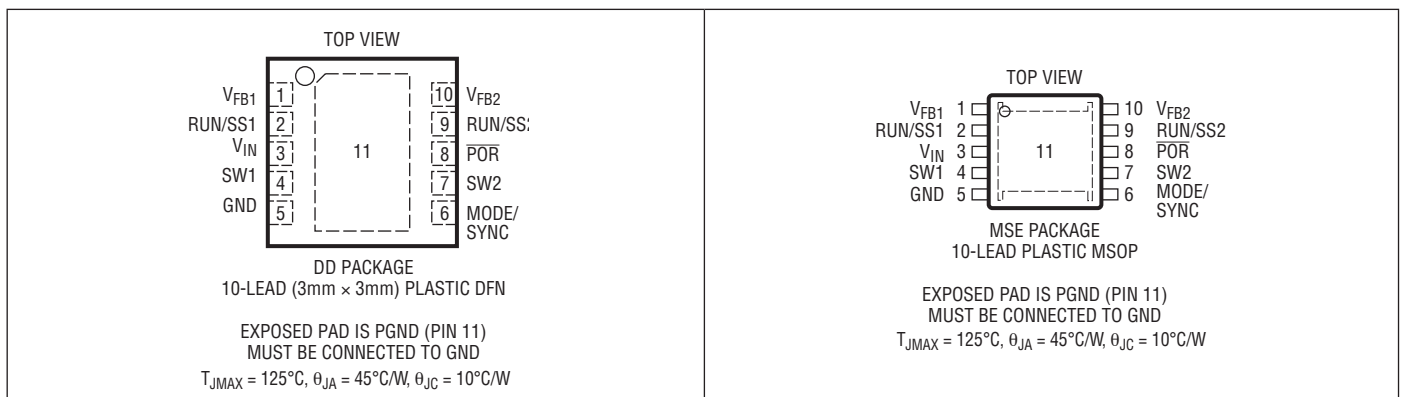 TOP VIEW
VFB1 1
10 VFB2
RUN/SS1 2
9 RUN/SS2
VIN 3
11
8 POR
SW1 4
7 SW2
GND 5
6 MODE/
SYNC
DD PACKAGE
10-LEAD (3mm × 3mm) PLASTIC DFN
EXPOSED PAD IS PGND (PIN 11)
MUST BE CONNECTED TO GND
TJMAX = 125°C, θJA = 45°C/W, θJC = 10°C/W
TOP VIEW
VFB1 1
10 VFB2
RUN/SS1 2
9 RUN/SS2
VIN 3
11
8 POR
SW1 4
7 SW2
GND 5
6 MODE/
SYNC
MSE PACKAGE
10-LEAD PLASTIC MSOP
EXPOSED PAD IS PGND (PIN 11)
MUST BE CONNECTED TO GND
TJMAX = 125°C, θJA = 45°C/W, θJC = 10°C/W